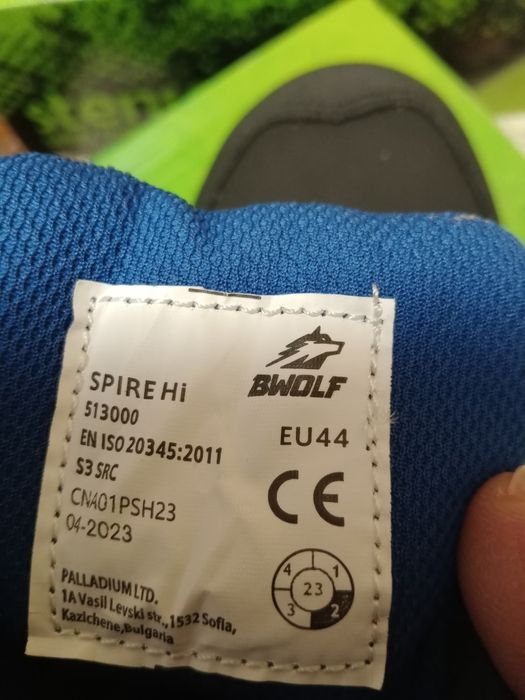 BWOLF
SPIRE Hi
513000
EN ISO 20345:2011
S3 SRC
CN401PSH23
04-2023
EU44
CE
4 1
23
3 2
PALLADIUM LTD.
1A Vasil Levski str., 1532 Sofia,
Kazichene, Bulgaria